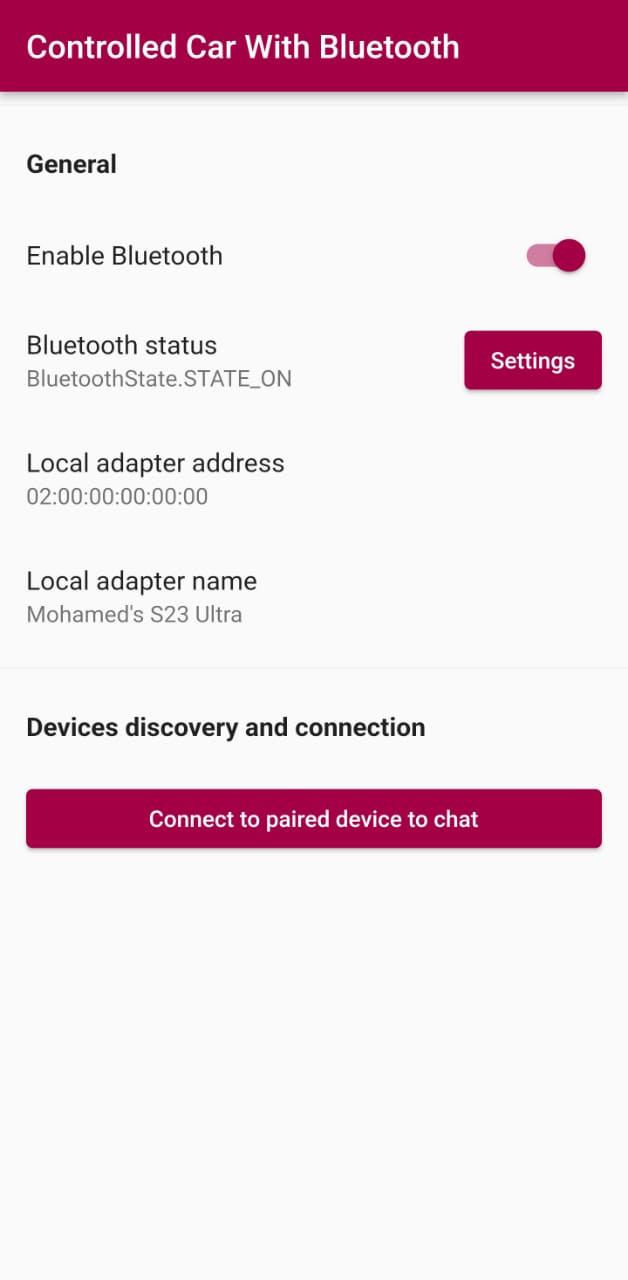 Controlled Car With Bluetooth
General
Enable Bluetooth
Bluetooth status
BluetoothState.STATE_ON
Settings
Local adapter address
02:00:00:00:00:00
Local adapter name
Mohamed's S23 Ultra
Devices discovery and connection
Connect to paired device to chat